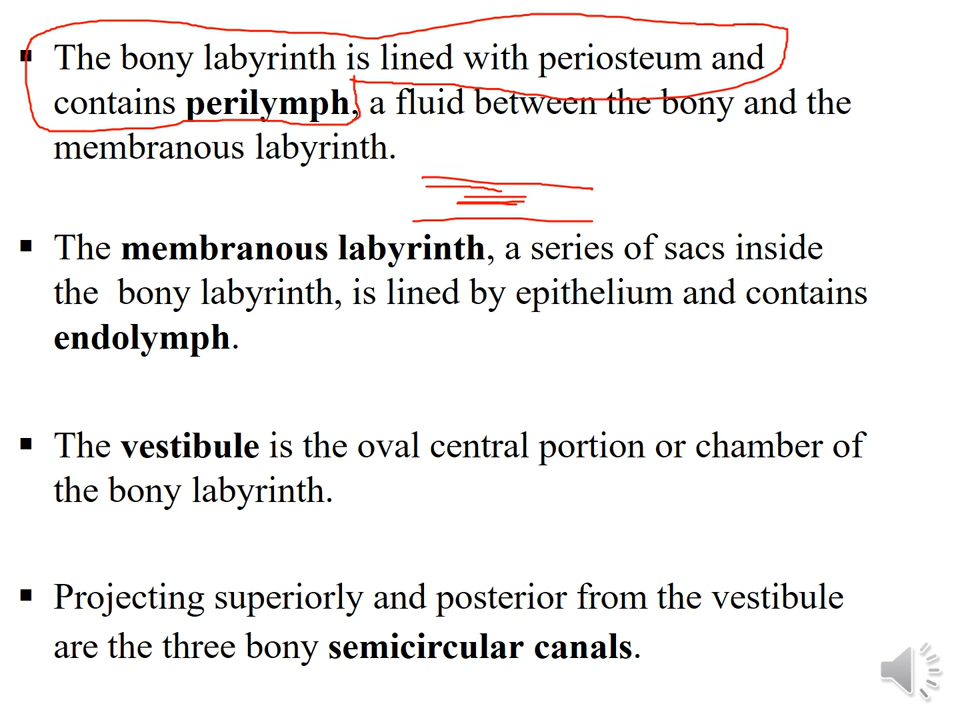 ▪ The bony labyrinth is lined with periosteum and
contains perilymph, a fluid between the bony and the
membranous labyrinth.
▪ The membranous labyrinth, a series of sacs inside
the bony labyrinth, is lined by epithelium and contains
endolymph.
▪ The vestibule is the oval central portion or chamber of
the bony labyrinth.
▪ Projecting superiorly and posterior from the vestibule
are the three bony semicircular canals.